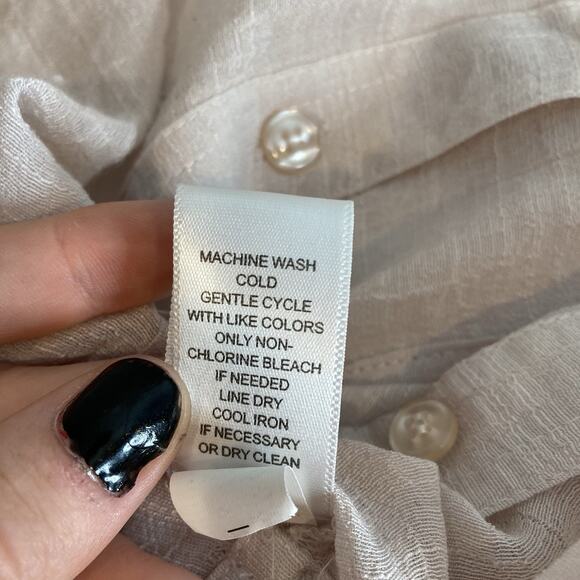 MACHINE WASH
COLD
GENTLE CYCLE
WITH LIKE COLORS
ONLY NON-
CHLORINE BLEACH
IF NEEDED
LINE DRY
COOL IRON
IF NECESSARY
OR DRY CLEAN